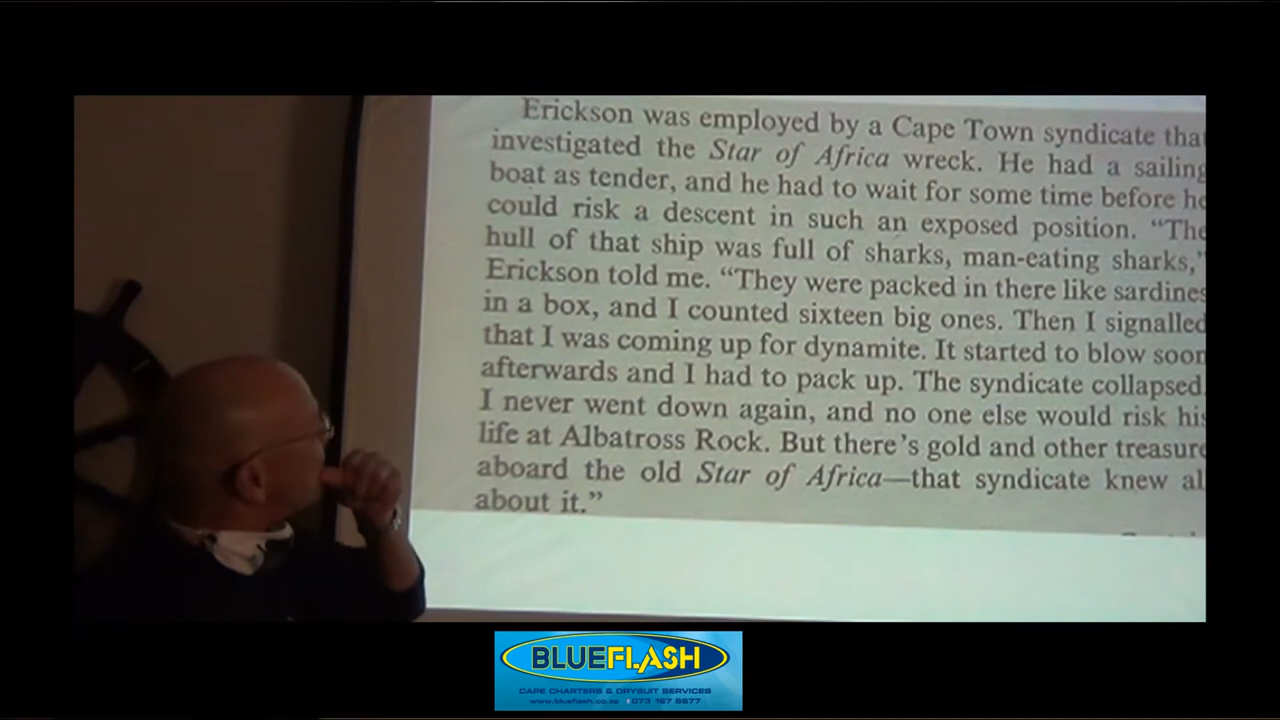 Erickson was employed by a Cape Town syndicate that
investigated the Star of Africa wreck. He had a sailing
boat as tender, and he had to wait for some time before he
could risk a descent in such an exposed position. “The
hull of that ship was full of sharks, man-eating sharks,”
Erickson told me. “They were packed in there like sardines
in a box, and I counted sixteen big ones. Then I signalled
that I was coming up for dynamite. It started to blow soon
afterwards and I had to pack up. The syndicate collapsed.
I never went down again, and no one else would risk his
life at Albatross Rock. But there’s gold and other treasure
aboard the old Star of Africa—that syndicate knew al
about it.”
BLUEFLASH
CAPE CHARTERS & DRYSUIT SERVICES
www.blueflash.co.za